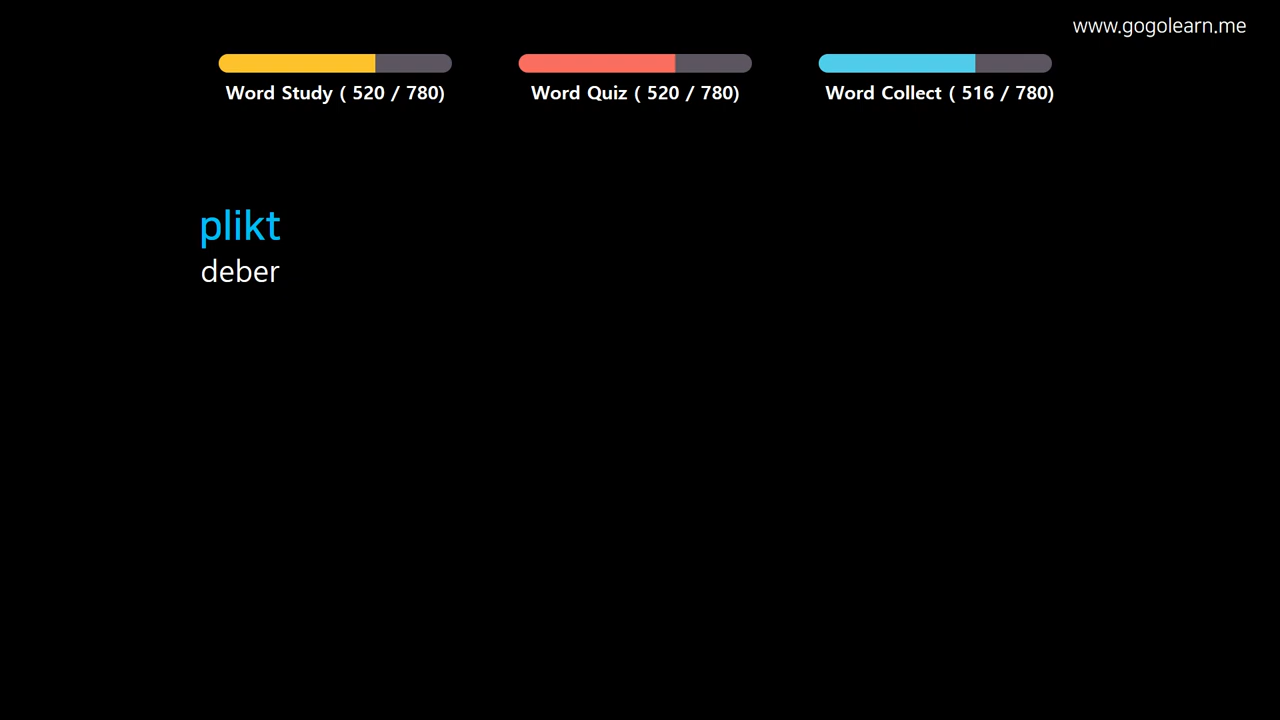 www.gogolearn.me
Word Study ( 520 / 780)
Word Quiz ( 520 / 780)
Word Collect ( 516 / 780)
plikt
deber